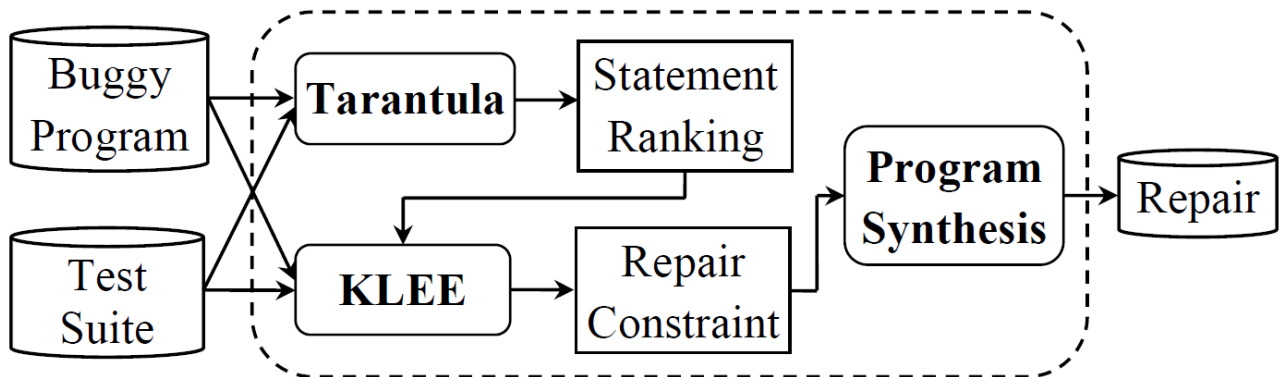 Buggy
Program
Tarantula
Statement
Ranking
Program
Synthesis
Repair
Test
Suite
KLEE
Repair
Constraint